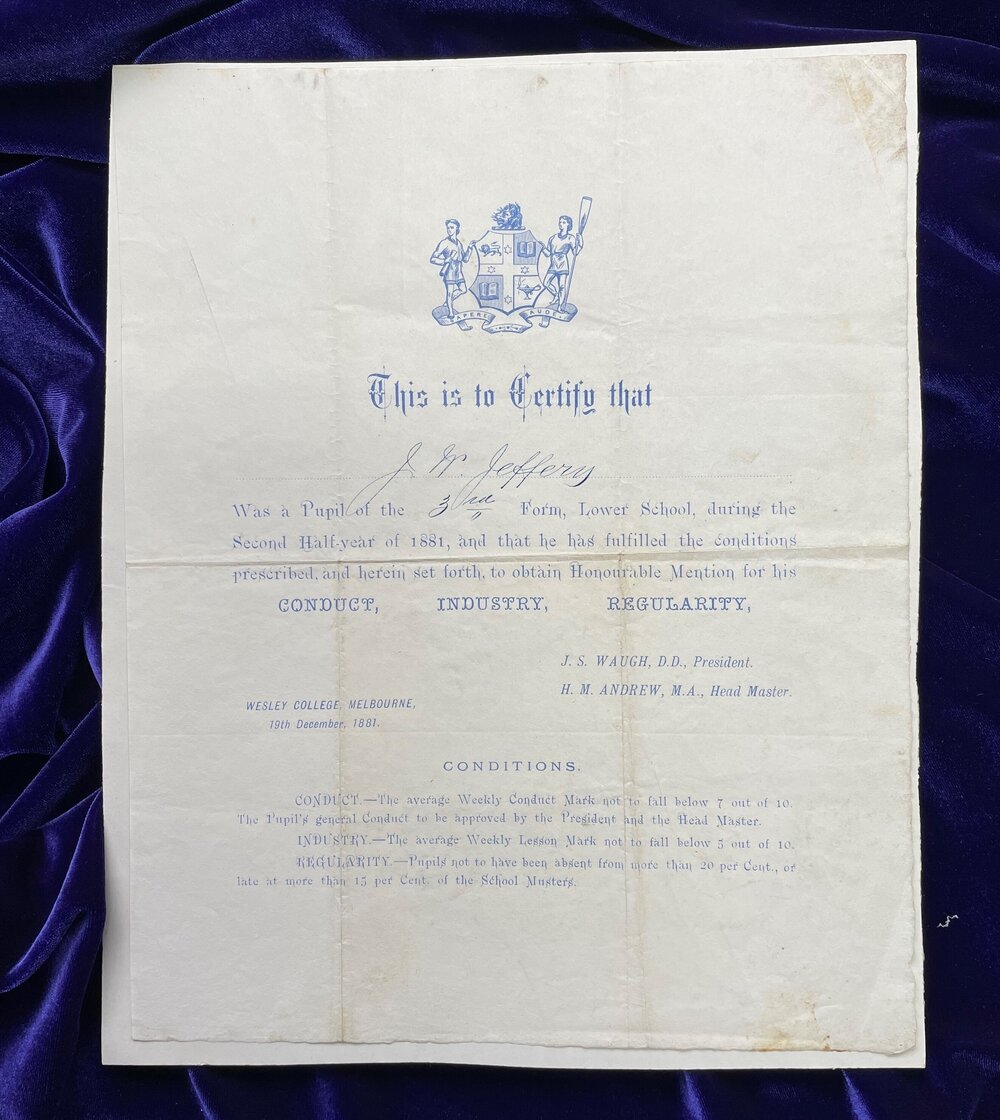 SAPERE AUDE
This is to Certify that
J. W. Jeffery
Was a Pupil of the 3rd Form, Lower School, during the
Second Half-year of 1881, and that he has fulfilled the conditions
prescribed, and herein set forth, to obtain Honourable Mention for his
CONDUCT, INDUSTRY, REGULARITY,
J. S. WAUGH, D.D., President.
H. M. ANDREW, M.A., Head Master.
WESLEY COLLEGE, MELBOURNE,
19th December, 1881.
CONDITIONS.
CONDUCT.—The average Weekly Conduct Mark not to fall below 7 out of 10.
The Pupil's general Conduct to be approved by the President and the Head Master.
INDUSTRY.—The average Weekly Lesson Mark not to fall below 5 out of 10.
REGULARITY.—Pupils not to have been absent from more than 20 per Cent., or
late at more than 15 per Cent. of the School Musters.